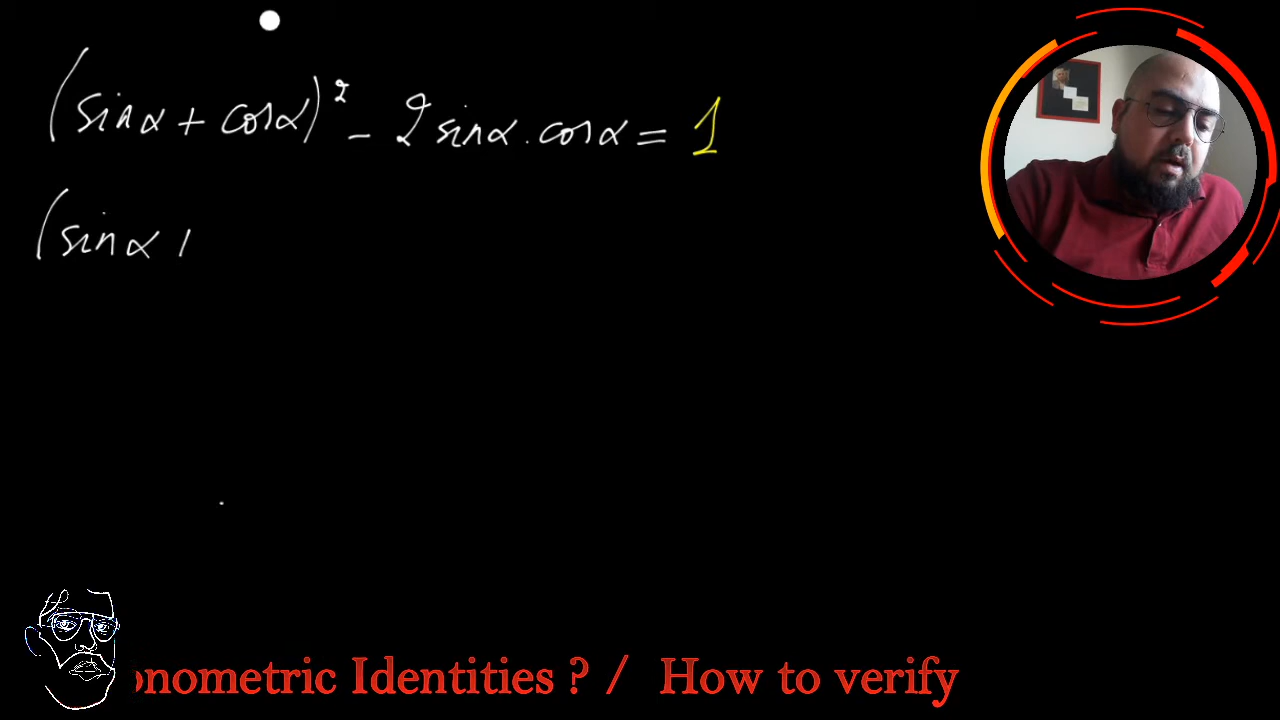 (sinα + cosα)² - 2 sinα . cosα = 1
(sinα
onometric Identities ? / How to verify